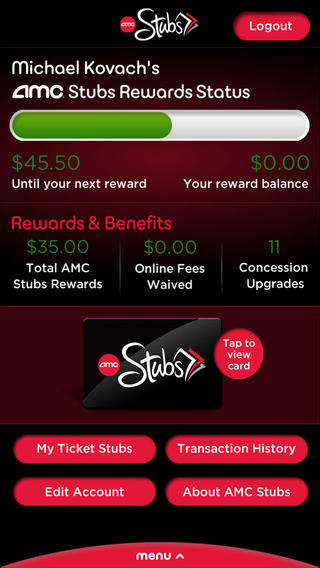 amc Stubs
Logout
Michael Kovach's
amc Stubs Rewards Status
$45.50 $0.00
Until your next reward Your reward balance
Rewards & Benefits
$35.00 $0.00 11
Total AMC Online Fees Concession
Stubs Rewards Waived Upgrades
amc Stubs
Tap to
view
card
My Ticket Stubs Transaction History
Edit Account About AMC Stubs
menu